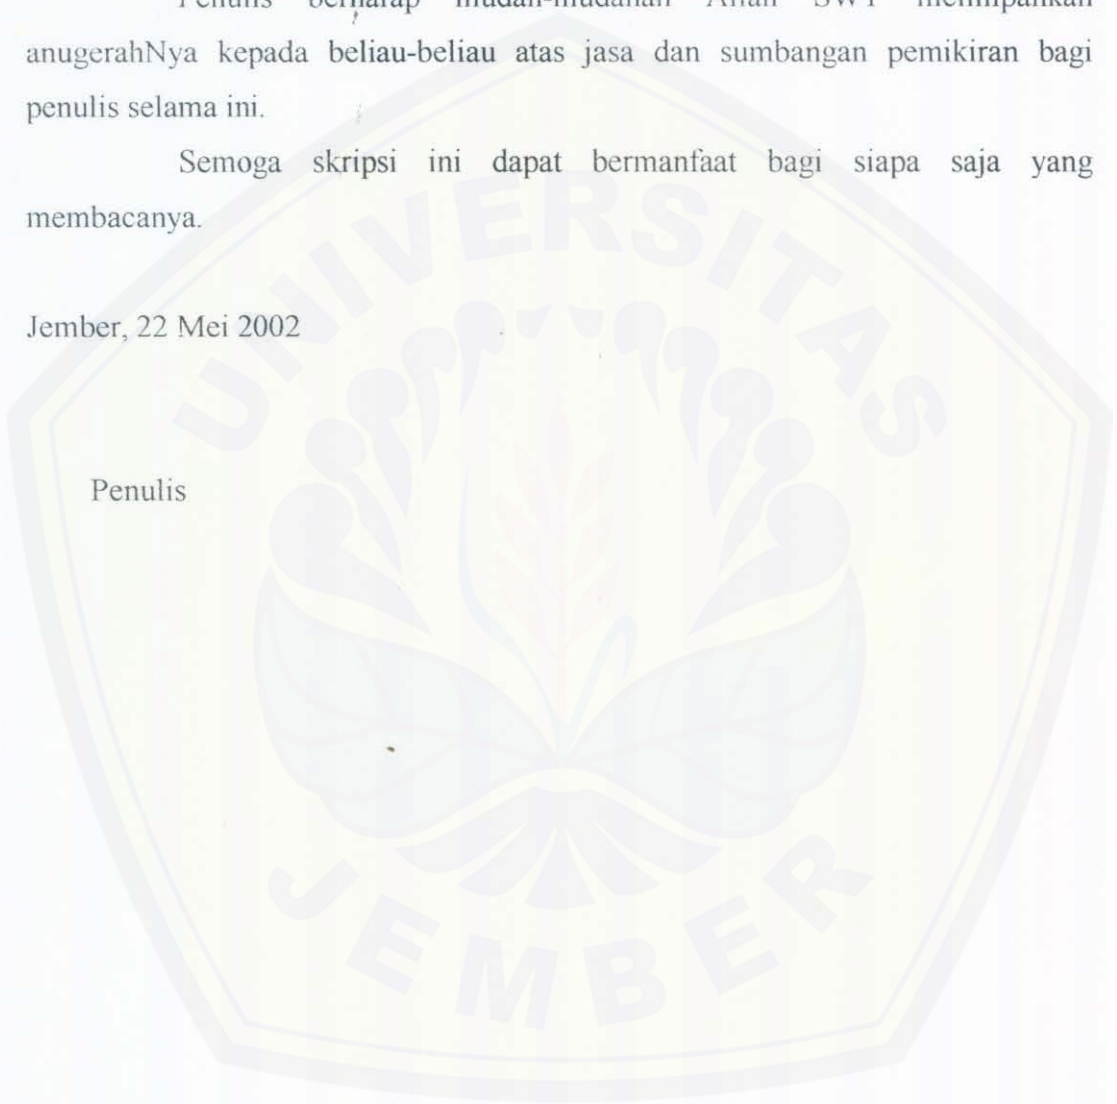 Penulis berharap mudah-mudahan Allah SWT melimpahkan
anugerahNya kepada beliau-beliau atas jasa dan sumbangan pemikiran bagi
penulis selama ini.
Semoga skripsi ini dapat bermanfaat bagi siapa saja yang
membacanya.
Jember, 22 Mei 2002
Penulis
UNIVERSITAS
JEMBER